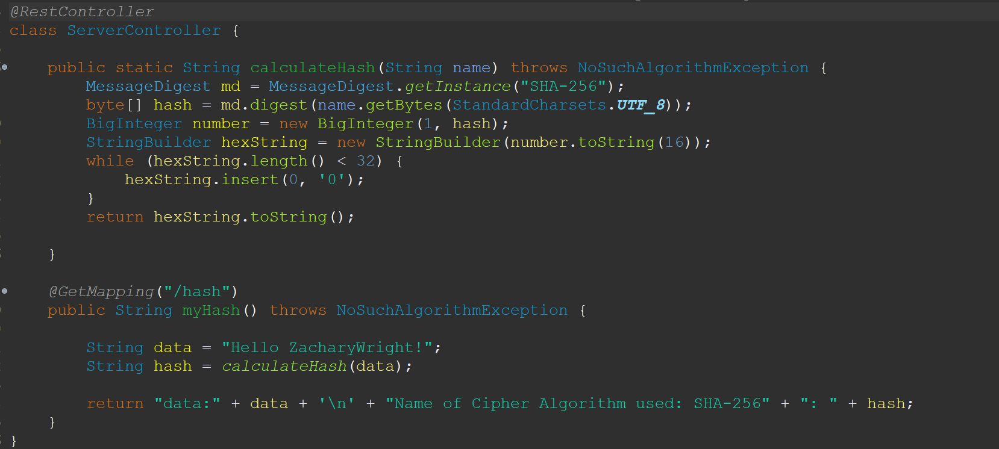 @RestController
class ServerController {
    public static String calculateHash(String name) throws NoSuchAlgorithmException {
        MessageDigest md = MessageDigest.getInstance("SHA-256");
        byte[] hash = md.digest(name.getBytes(StandardCharsets.UTF_8));
        BigInteger number = new BigInteger(1, hash);
        StringBuilder hexString = new StringBuilder(number.toString(16));
        while (hexString.length() < 32) {
            hexString.insert(0, '0');
        }
        return hexString.toString();
    }
    @GetMapping("/hash")
    public String myHash() throws NoSuchAlgorithmException {
        String data = "Hello ZacharyWright!";
        String hash = calculateHash(data);
        return "data:" + data + '\n' + "Name of Cipher Algorithm used: SHA-256" + ": " + hash;
    }
}